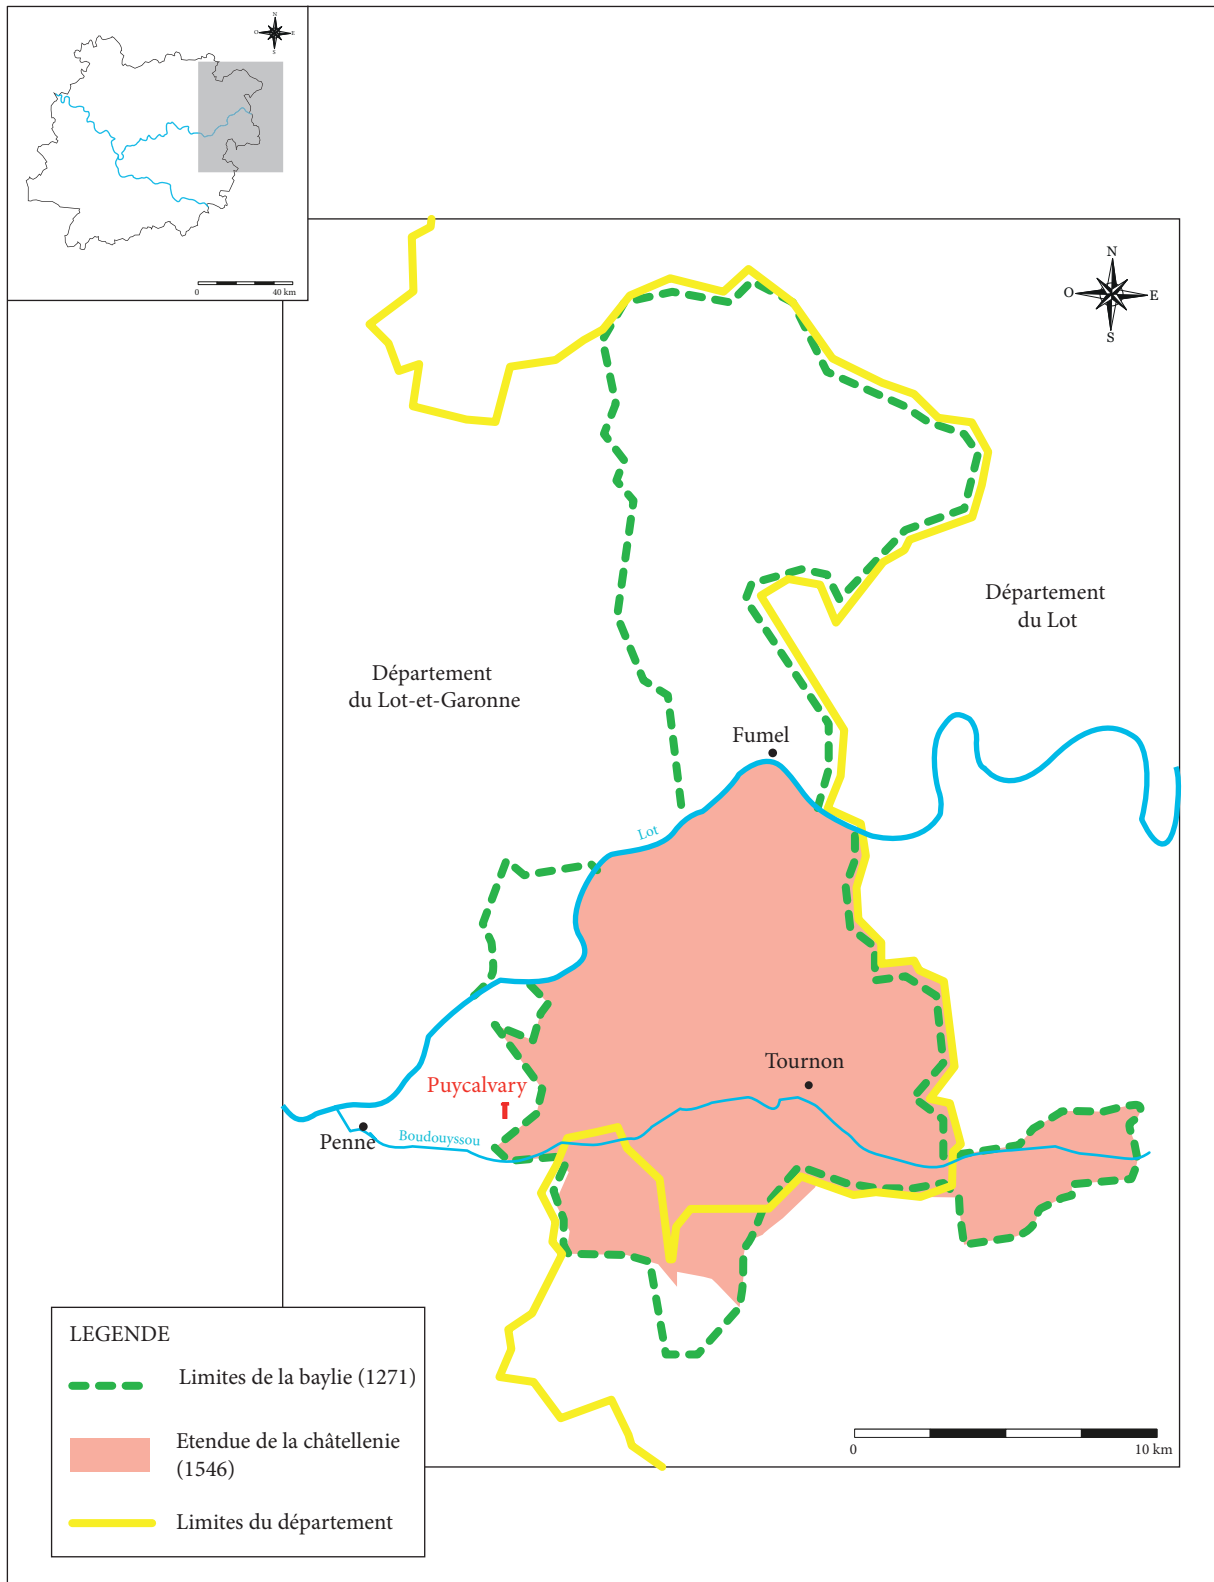 N
O
E
S
0
40 km
N
O
E
S
Département
du Lot
Département
du Lot-et-Garonne
Fumel
Lot
Tournon
Puycalvary
Penne
Boudouyssou
LEGENDE
Limites de la baylie (1271)
Etendue de la châtellenie
(1546)
Limites du département
0
10 km